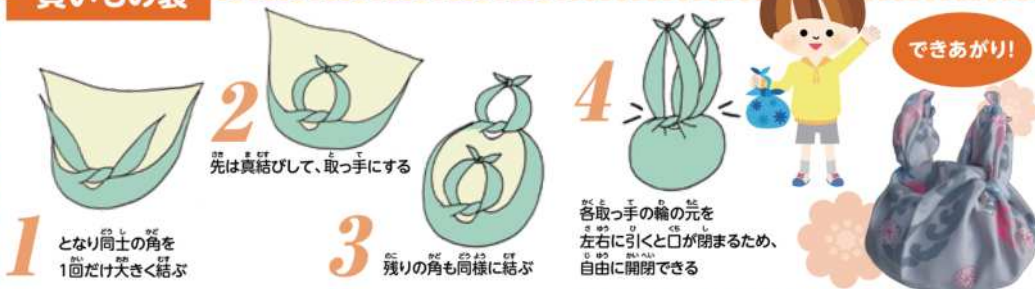 買いもの袋
1
となり同士の角を
1回だけ大きく結ぶ
2
先は真結びして、取っ手にする
3
残りの角も同様に結ぶ
4
各取っ手の輪の元を
左右に引くと口が閉まるため、
自由に開閉できる
できあがり!